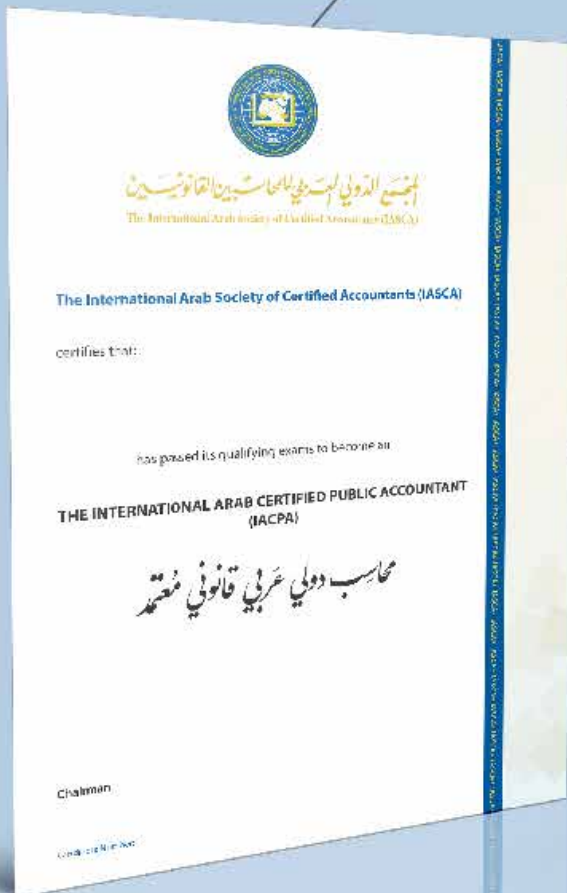 المجمع الدولي العربي للمحاسبين القانونيين
The International Arab Society of Certified Accountants (IASCA)
The International Arab Society of Certified Accountants (IASCA)
certifies that:
has passed its qualifying exams to become an
THE INTERNATIONAL ARAB CERTIFIED PUBLIC ACCOUNTANT
(IACPA)
محاسب دولي عربي قانوني مُعتمد
Chairman